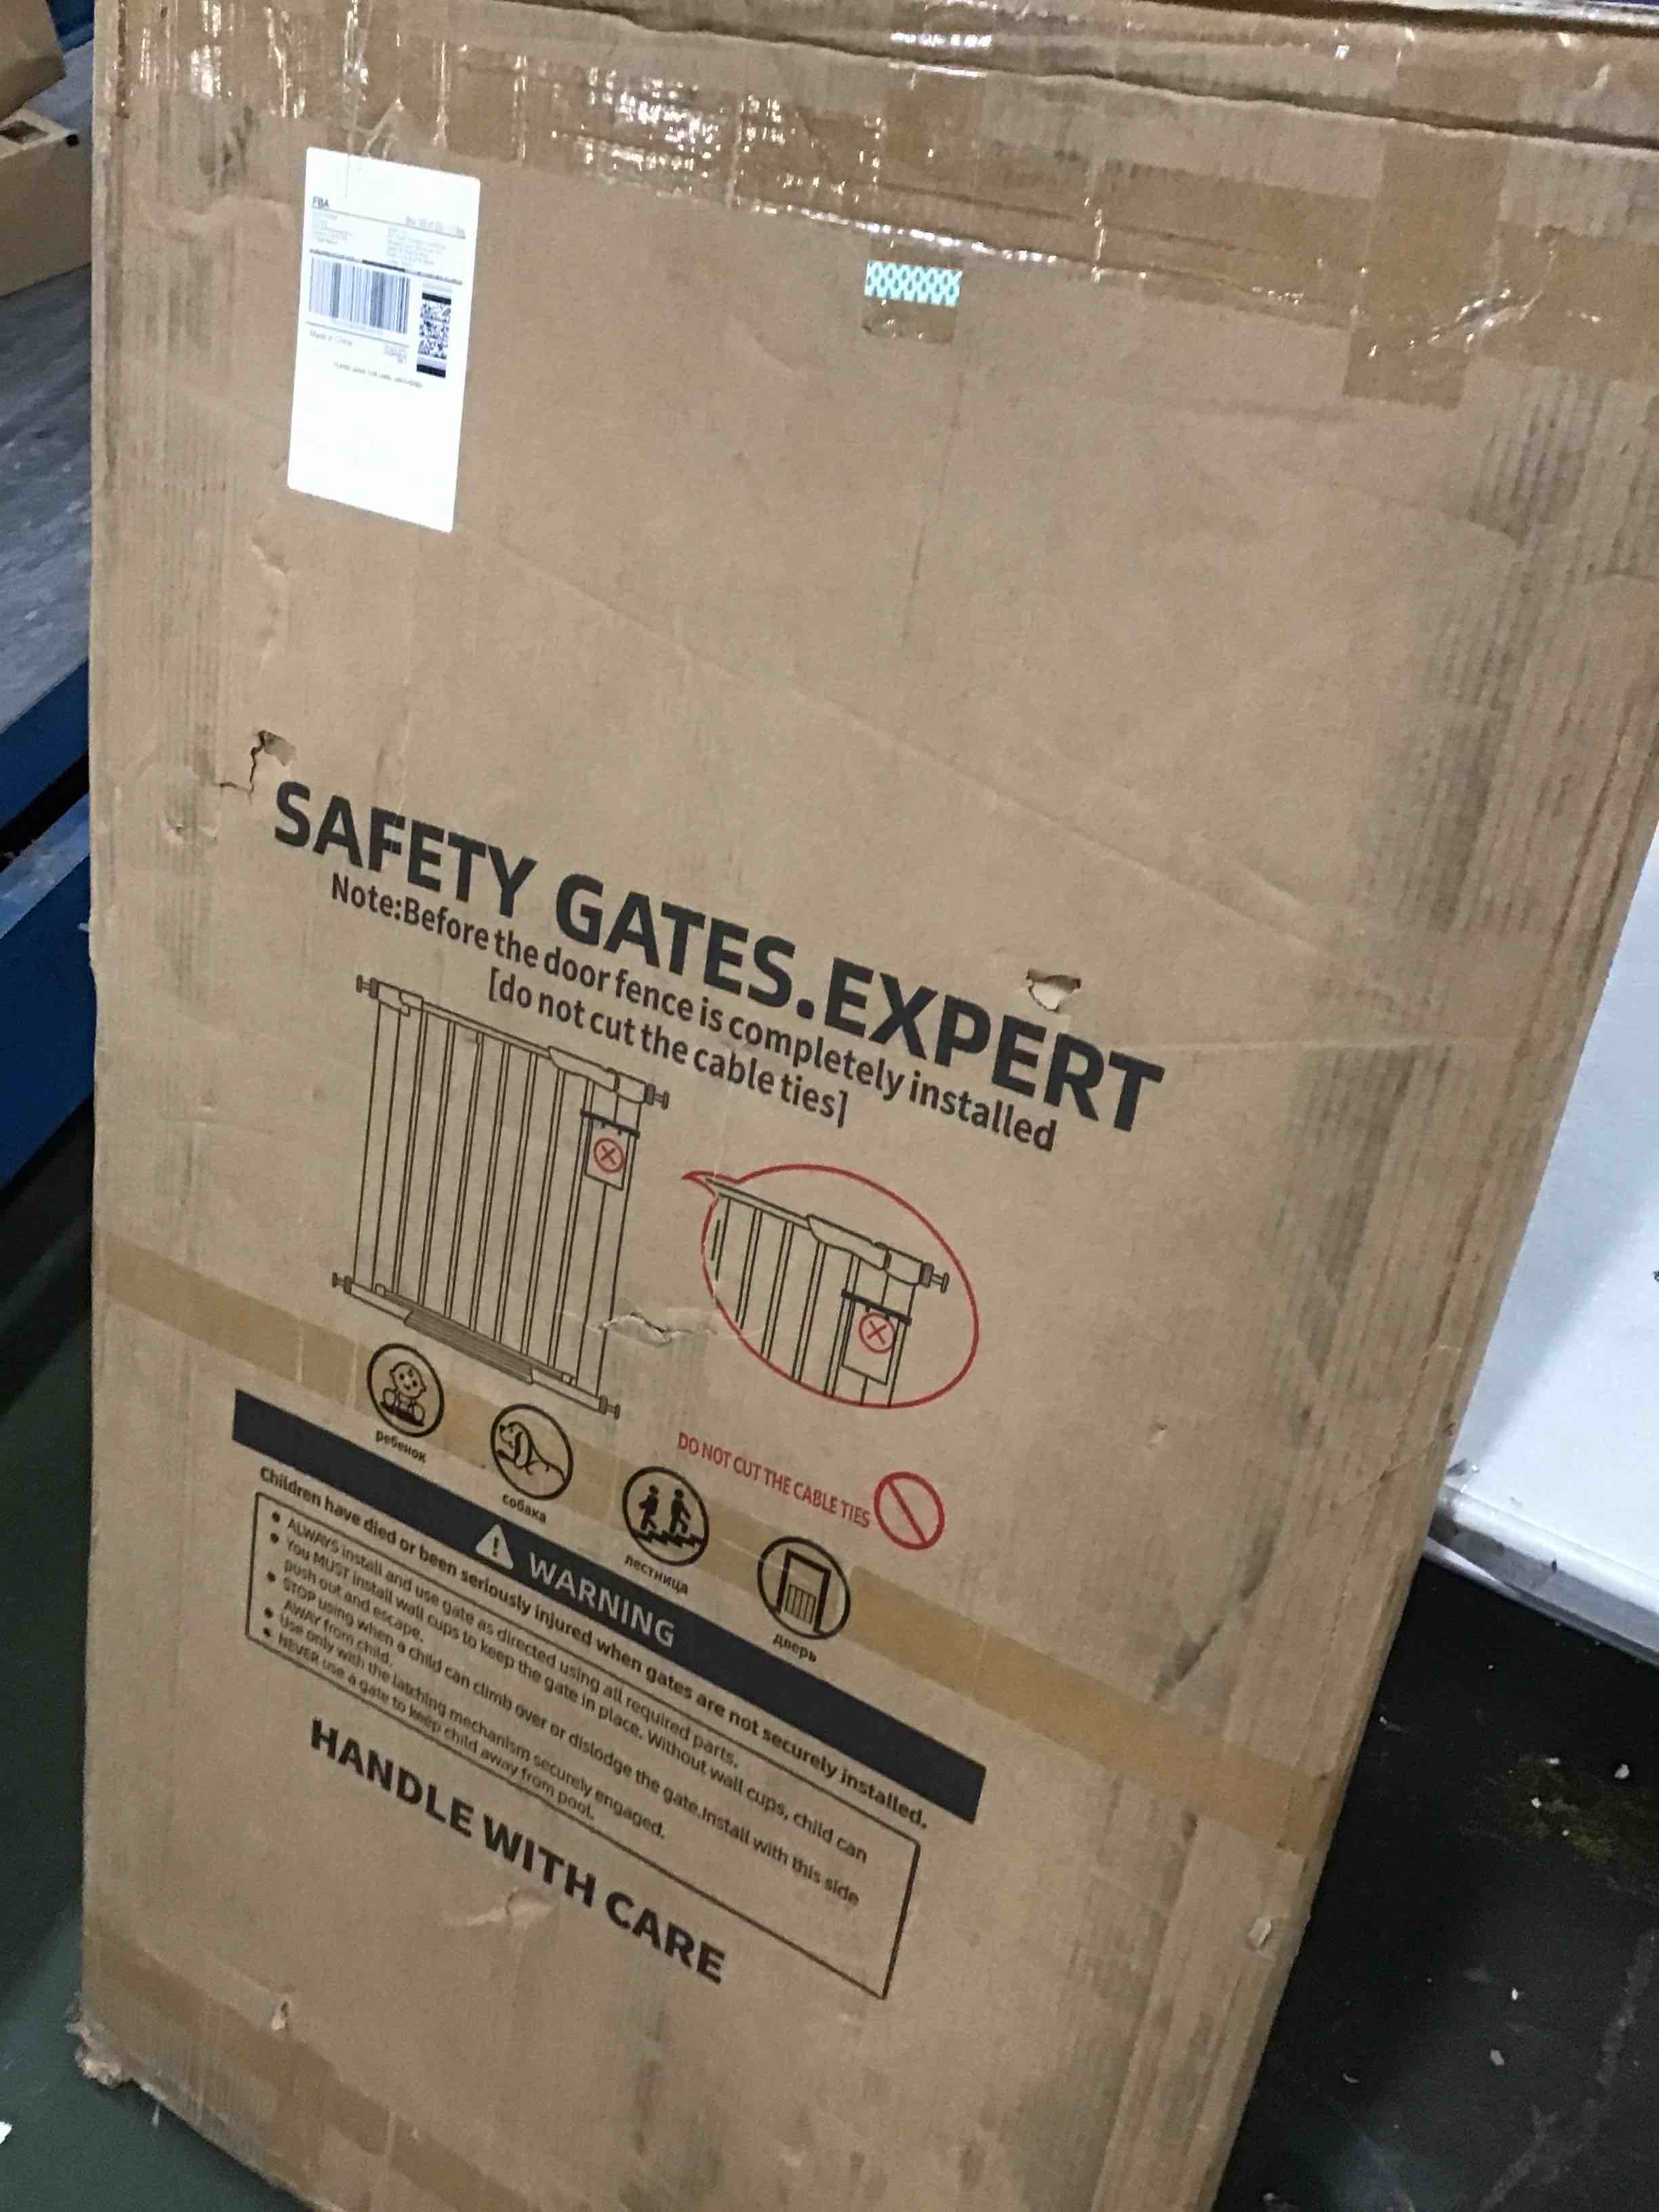 FBA
Made in China
SAFETY GATES.EXPERT
Note:Before the door fence is completely installed
[do not cut the cable ties]
ребенок
собака
лестница
дверь
DO NOT CUT THE CABLE TIES
WARNING
Children have died or been seriously injured when gates are not securely installed.
● ALWAYS install and use gate as directed using all required parts.
● You MUST install wall cups to keep the gate in place. Without wall cups, child can
push out and escape.
● STOP using when a child can climb over or dislodge the gate.Install with this side
AWAY from child.
● Use only with the latching mechanism securely engaged.
● NEVER use a gate to keep child away from pool.
HANDLE WITH CARE